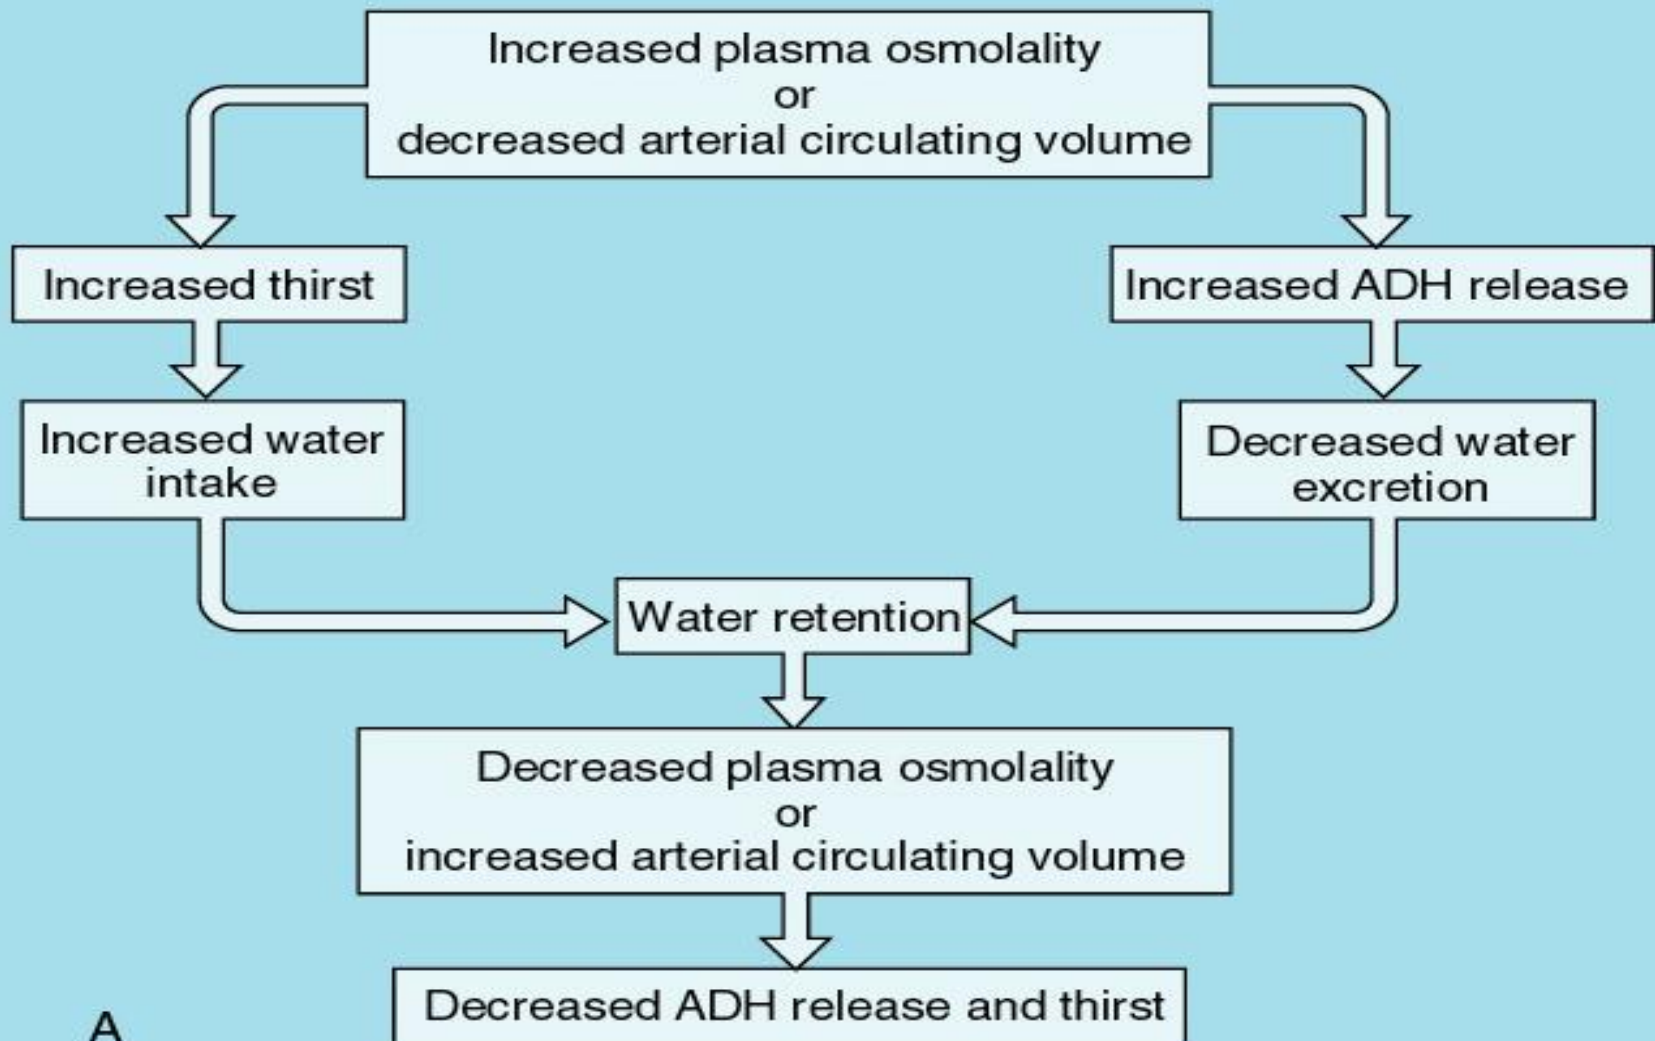 Increased plasma osmolality
or
decreased arterial circulating volume
Increased thirst
Increased ADH release
Increased water
intake
Decreased water
excretion
Water retention
Decreased plasma osmolality
or
increased arterial circulating volume
Decreased ADH release and thirst
A